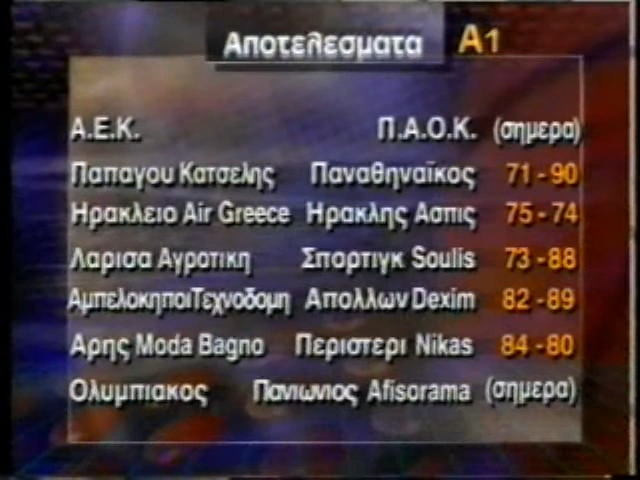 Αποτελεσματα Α1
Α.Ε.Κ. Π.Α.Ο.Κ. (σημερα)
Παπαγου Κατσελης Παναθηναϊκος 71 - 90
Ηρακλειο Air Greece Ηρακλης Ασπις 75 - 74
Λαρισα Αγροτικη Σπορτιγκ Soulis 73 - 88
ΑμπελοκηποιΤεχνοδομη Απολλων Dexim 82 - 89
Αρης Moda Bagno Περιστερι Nikas 84 - 80
Ολυμπιακος Πανιωνιος Afisorama (σημερα)